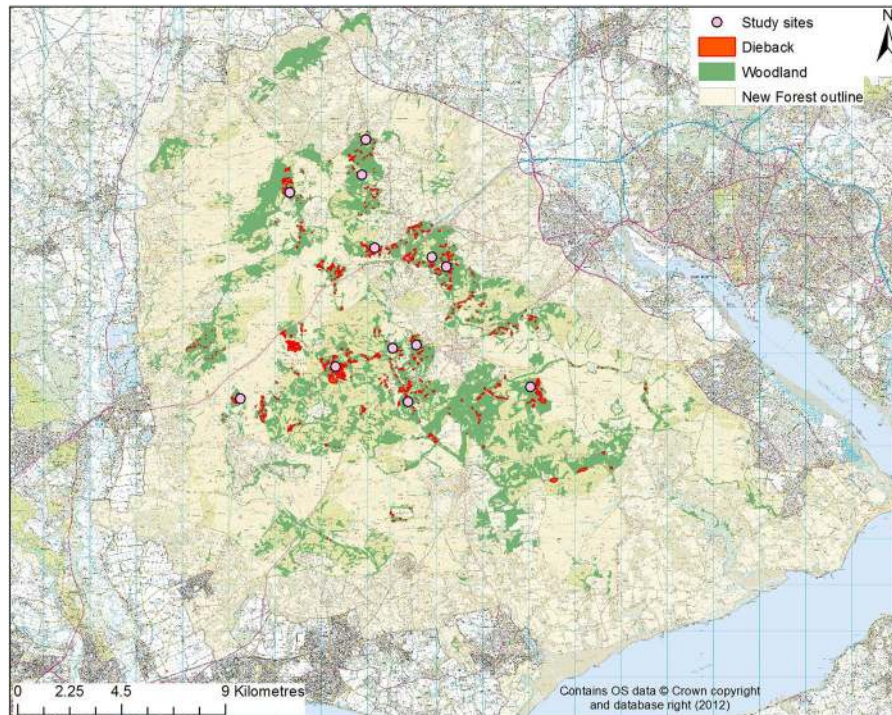 N
Study sites
Dieback
Woodland
New Forest outline
0 2.25 4.5 9 Kilometres
Contains OS data © Crown copyright
and database right (2012)